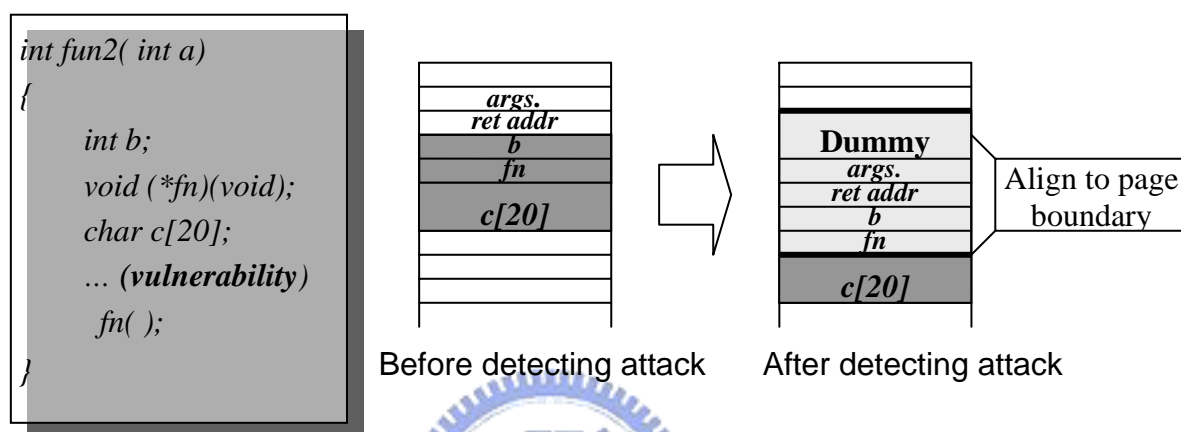 int fun2( int a)
{
int b;
void (*fn)(void);
char c[20];
... (vulnerability)
fn( );
}
args.
ret addr
b
fn
c[20]
Before detecting attack
Dummy
args.
ret addr
b
fn
c[20]
After detecting attack
Align to page
boundary